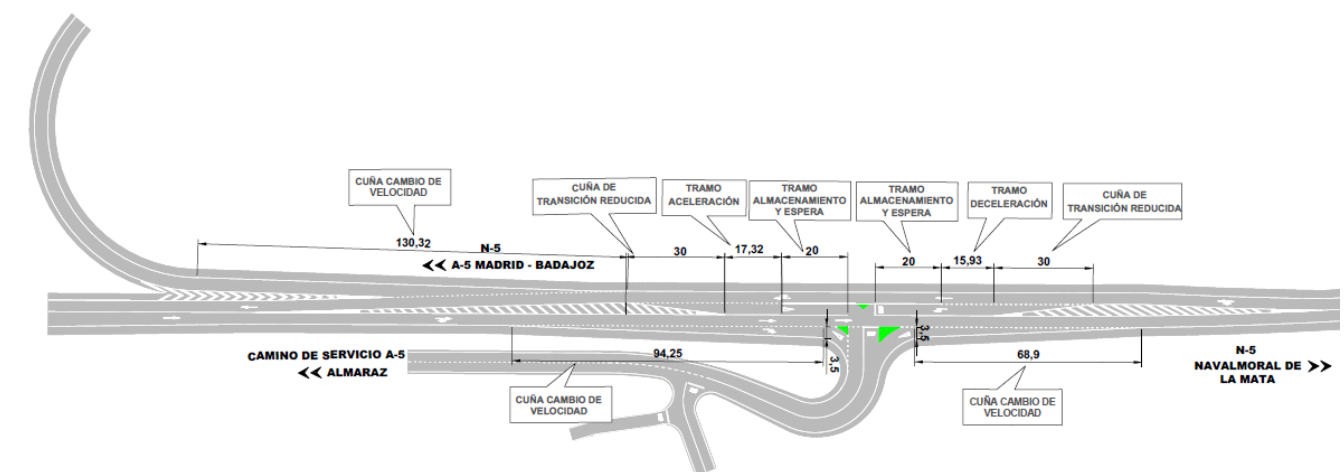 CUÑA CAMBIO DE
VELOCIDAD
CUÑA DE
TRANSICIÓN REDUCIDA
TRAMO
ACELERACIÓN
TRAMO
ALMACENAMIENTO
Y ESPERA
TRAMO
ALMACENAMIENTO
Y ESPERA
TRAMO
DECELERACIÓN
CUÑA DE
TRANSICIÓN REDUCIDA
130,32
N-5
A-5 MADRID - BADAJOZ
30
17,32
20
20
15,93
30
CAMINO DE SERVICIO A-5
ALMARAZ
94,25
3,5
3,5
68,9
N-5
NAVALMORAL DE
LA MATA
CUÑA CAMBIO DE
VELOCIDAD
CUÑA CAMBIO DE
VELOCIDAD